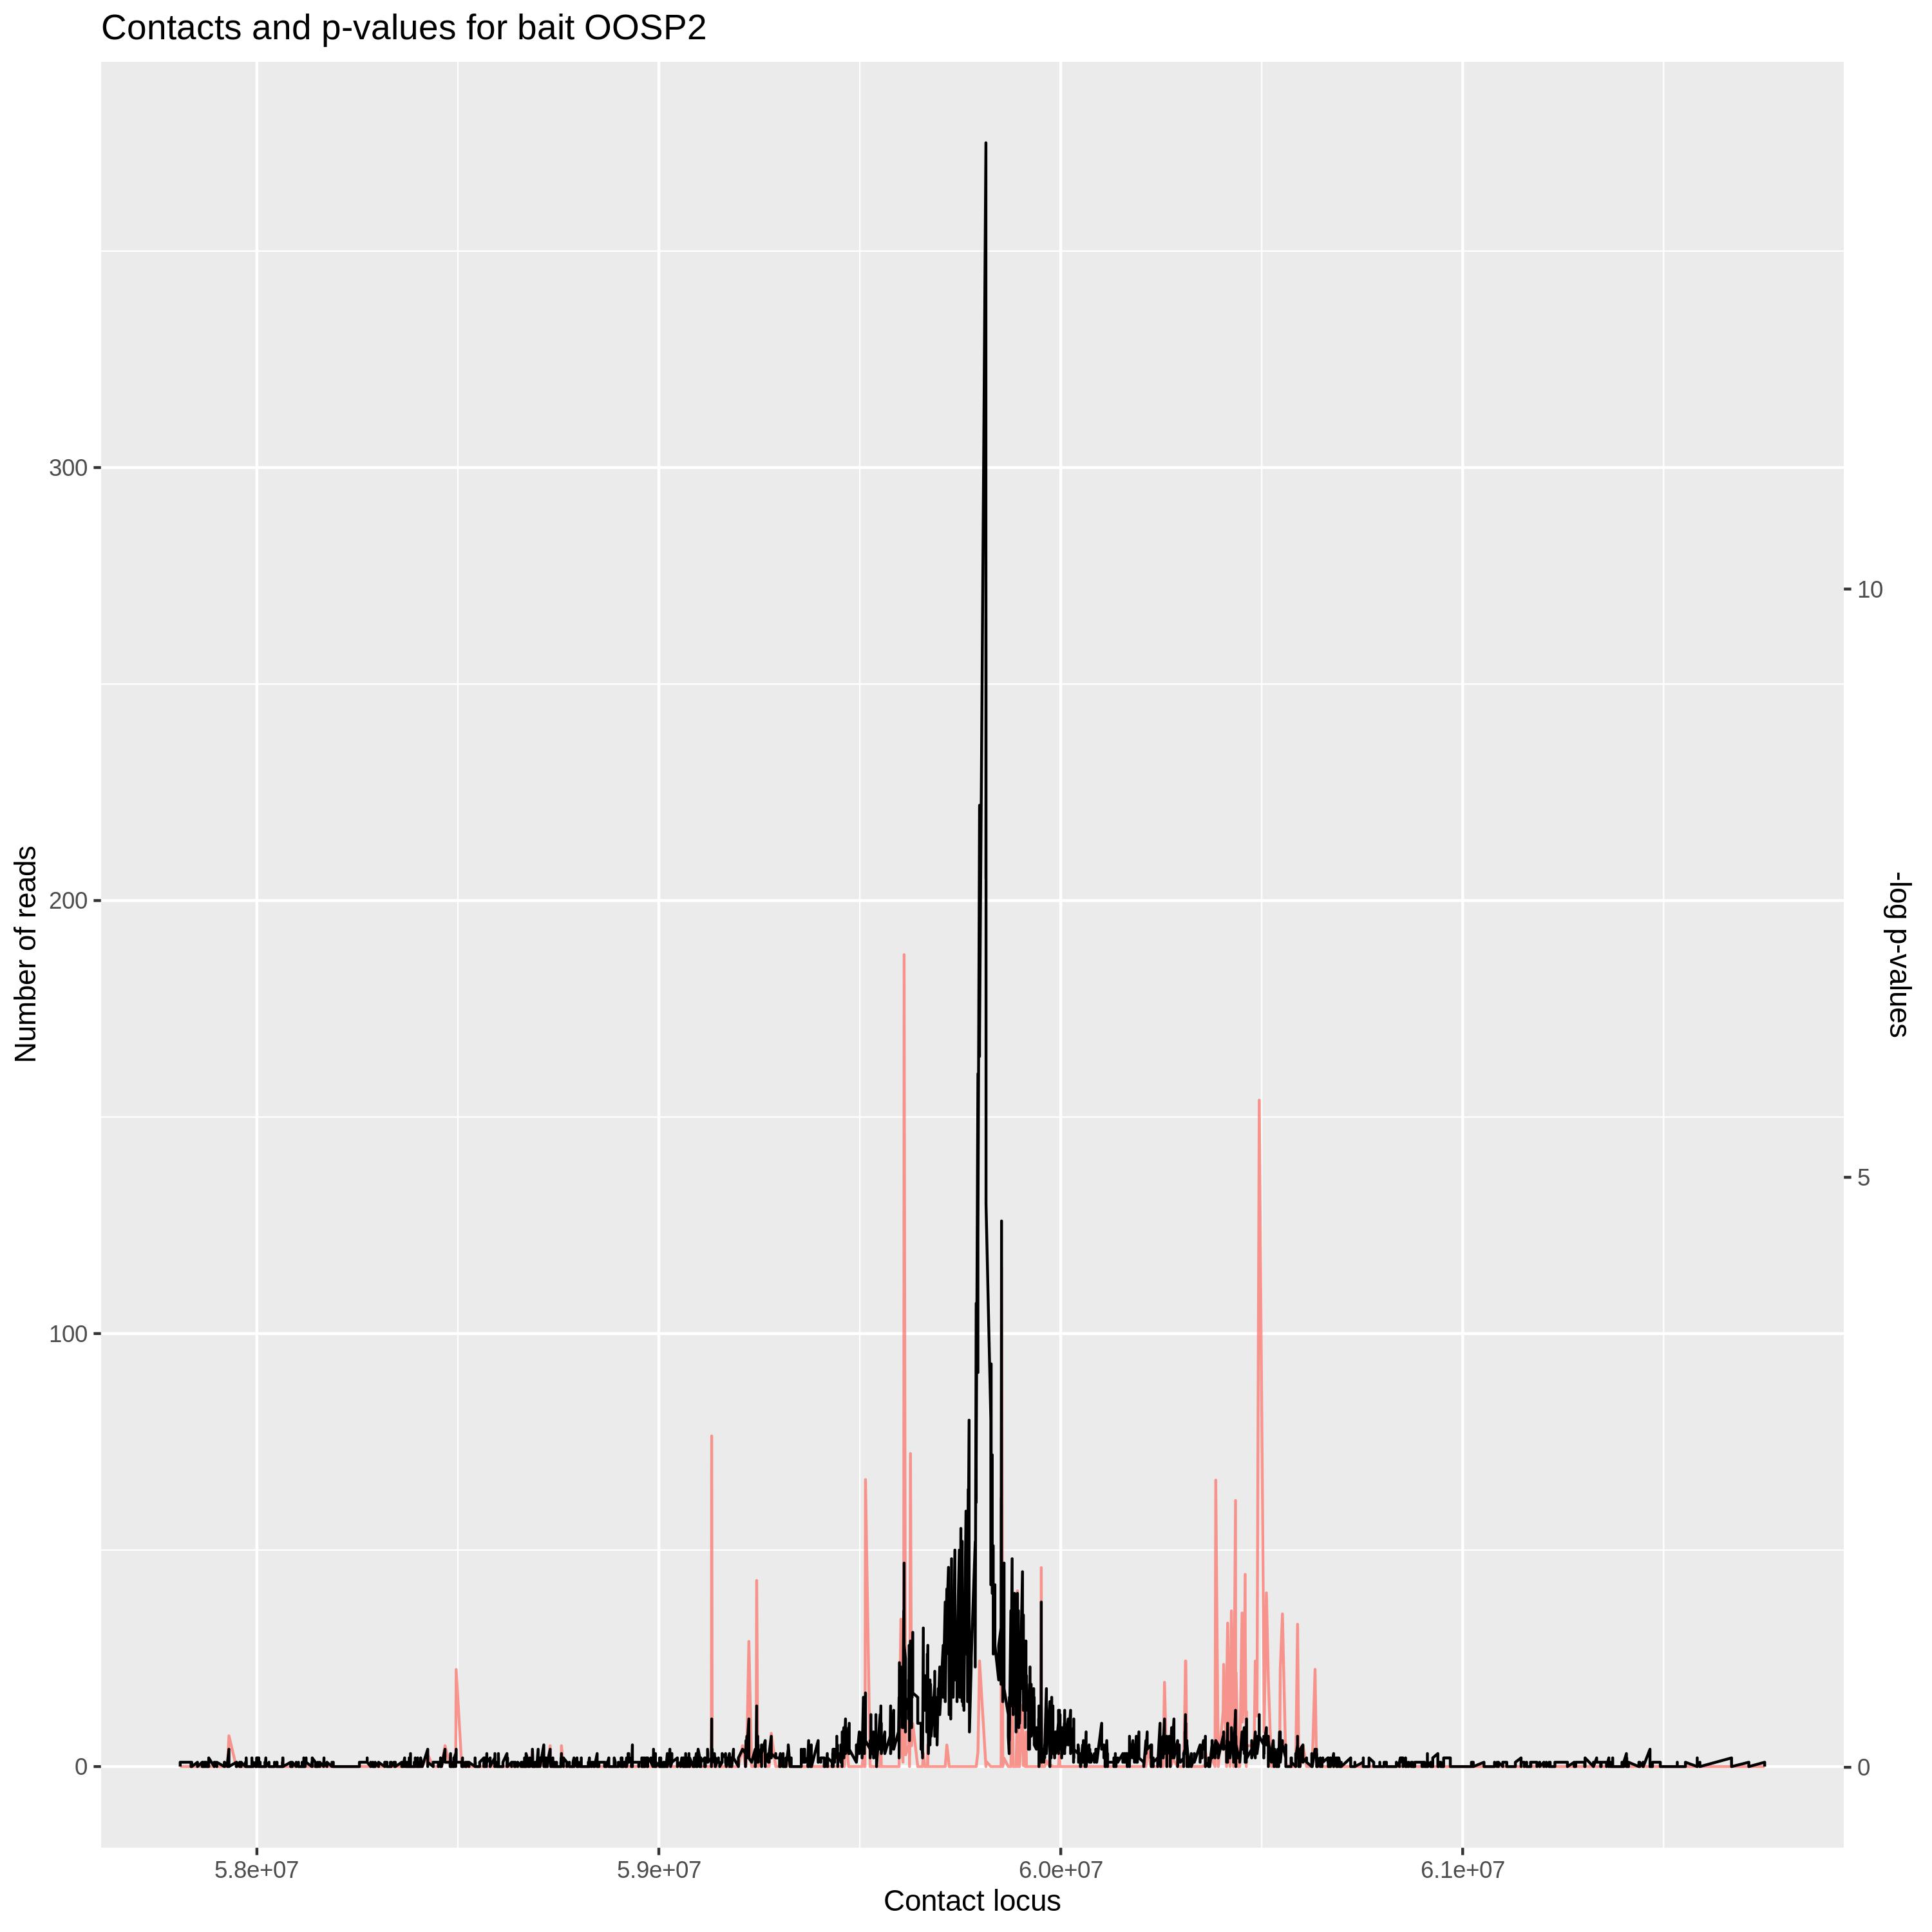 Contacts and p-values for bait OOSP2
300
200
100
0
Number of reads
10
5
0
-log p-values
5.8e+07
5.9e+07
6.0e+07
6.1e+07
Contact locus